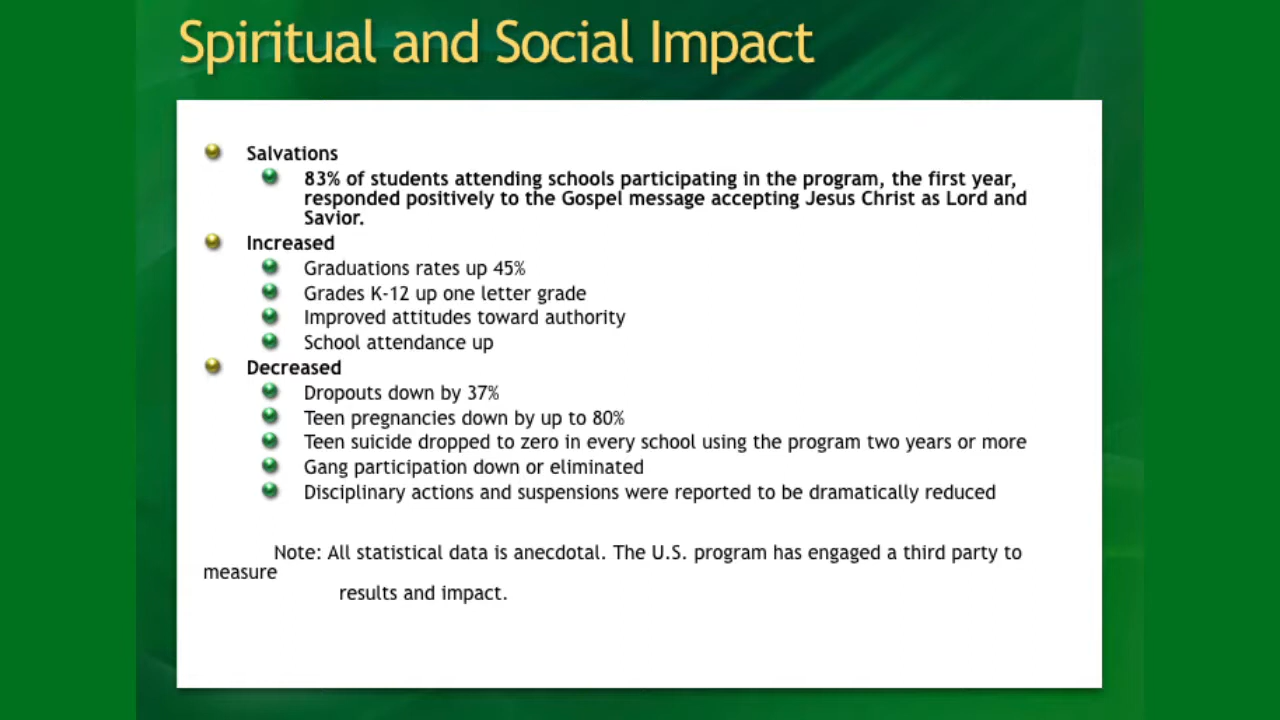 Spiritual and Social Impact
Salvations
83% of students attending schools participating in the program, the first year,
responded positively to the Gospel message accepting Jesus Christ as Lord and
Savior.
Increased
Graduations rates up 45%
Grades K-12 up one letter grade
Improved attitudes toward authority
School attendance up
Decreased
Dropouts down by 37%
Teen pregnancies down by up to 80%
Teen suicide dropped to zero in every school using the program two years or more
Gang participation down or eliminated
Disciplinary actions and suspensions were reported to be dramatically reduced
Note: All statistical data is anecdotal. The U.S. program has engaged a third party to
measure
results and impact.